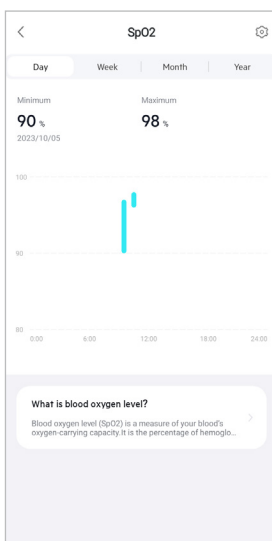 SpO2
Day Week Month Year
Minimum Maximum
90 % 98 %
2023/10/05
100
90
80
0:00 6:00 12:00 18:00 24:00
What is blood oxygen level?
Blood oxygen level (SpO2) is a measure of your blood's
oxygen-carrying capacity.It is the percentage of hemoglo...